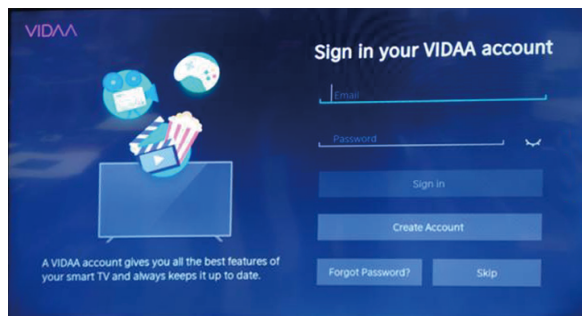 VIDAA
Sign in your VIDAA account
Email
Password
Sign in
Create Account
Forgot Password? Skip
A VIDAA account gives you all the best features of
your smart TV and always keeps it up to date.